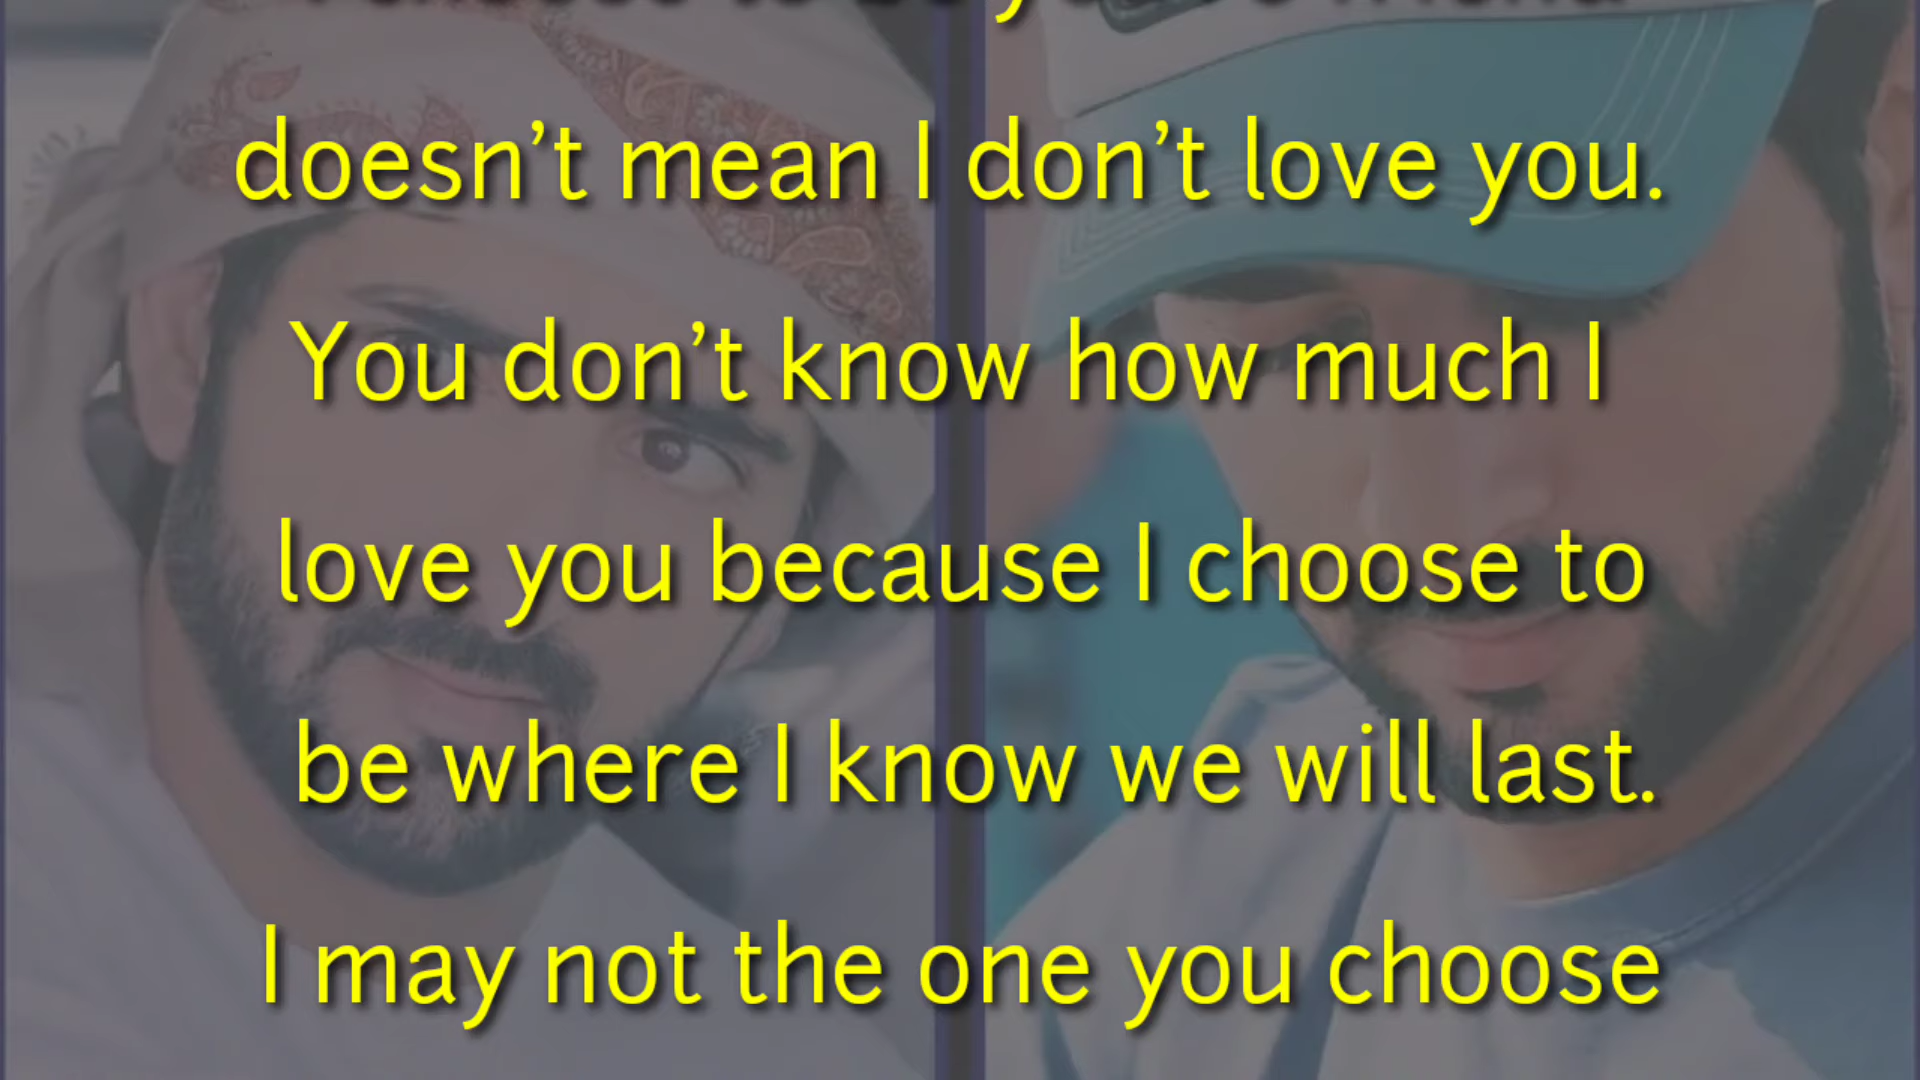 doesn’t mean I don’t love you.
You don’t know how much I
love you because I choose to
be where I know we will last.
I may not the one you choose